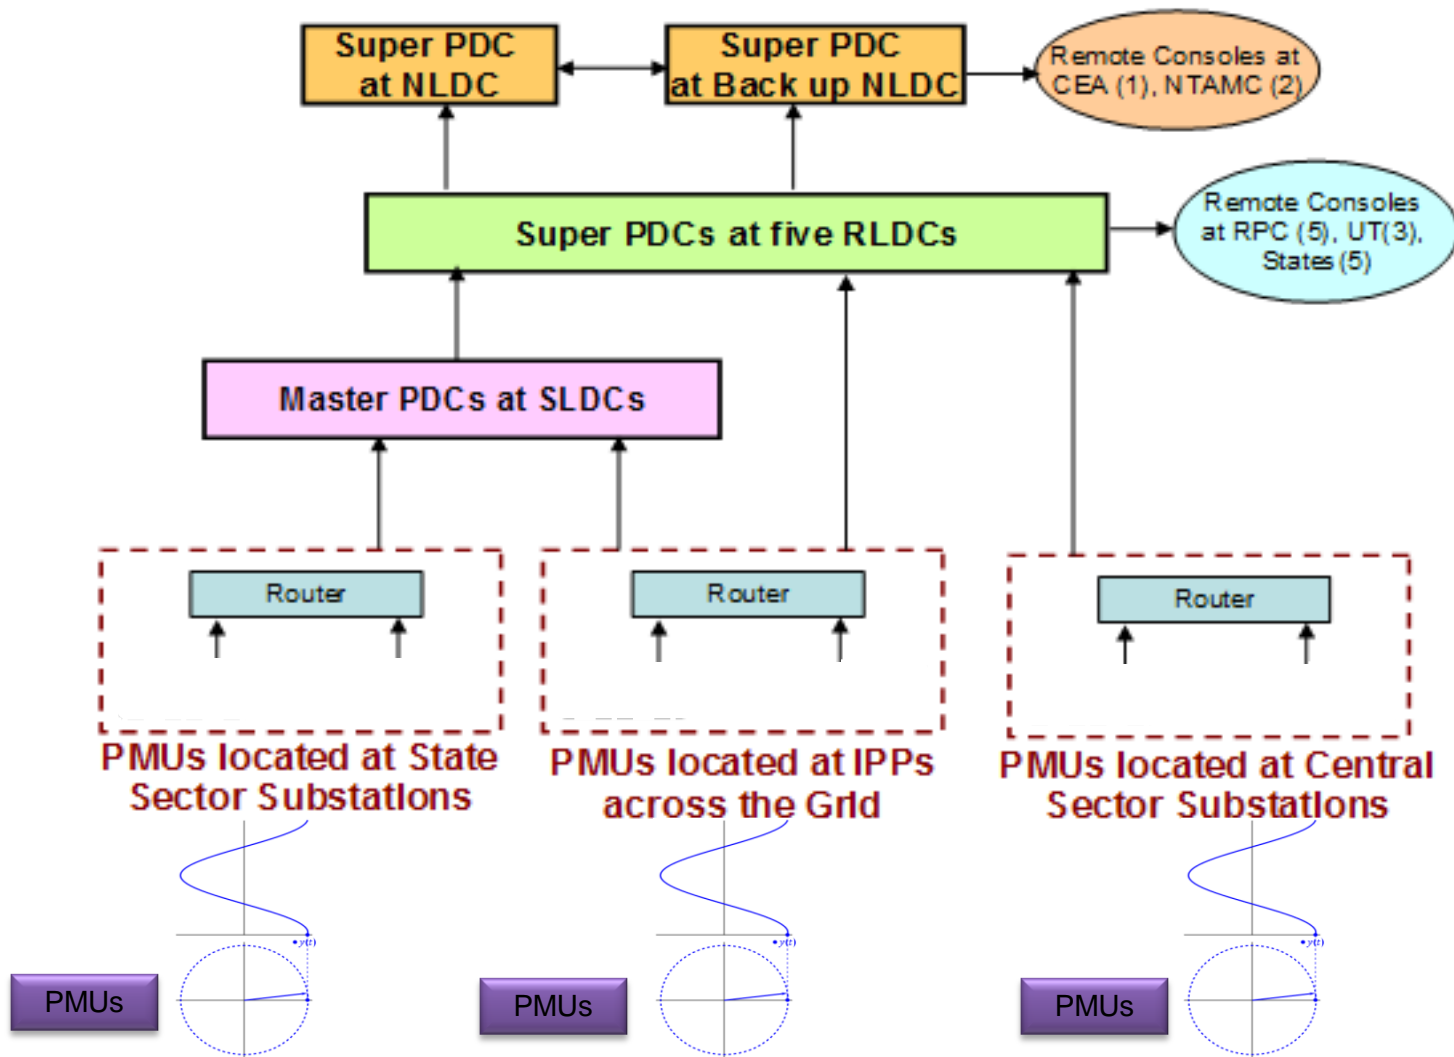 Super PDC
at NLDC
Super PDC
at Back up NLDC
Remote Consoles at
CEA (1), NTAMC (2)
Super PDCs at five RLDCs
Remote Consoles
at RPC (5), UT(3),
States (5)
Master PDCs at SLDCs
Router
Router
Router
PMUs located at State
Sector Substations
PMUs located at IPPs
across the Grid
PMUs located at Central
Sector Substations
y(t)
y(t)
y(t)
PMUs
PMUs
PMUs